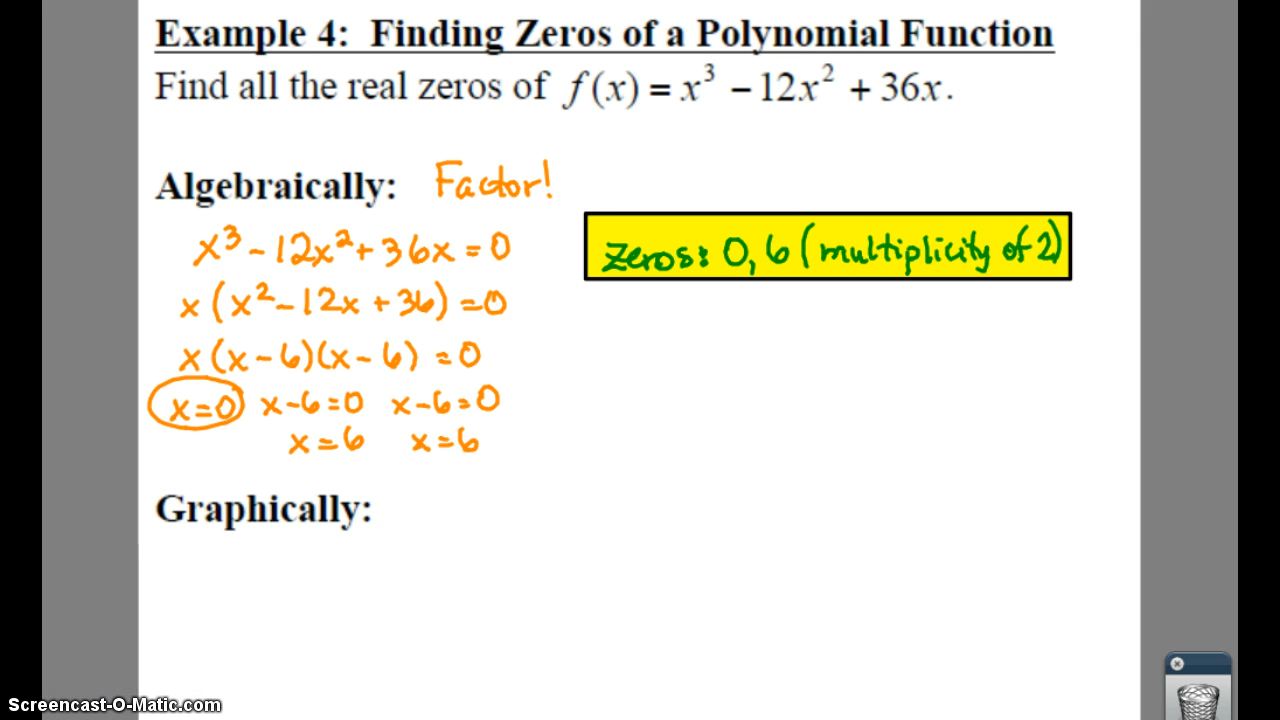 Example 4: Finding Zeros of a Polynomial Function
Find all the real zeros of f(x) = x³ − 12x² + 36x.
Algebraically: Factor!
x³ − 12x² + 36x = 0
zeros: 0, 6 (multiplicity of 2)
x (x² − 12x + 36) = 0
x (x − 6)(x − 6) = 0
x = 0 x − 6 = 0 x − 6 = 0
x = 6 x = 6
Graphically:
Screencast-O-Matic.com